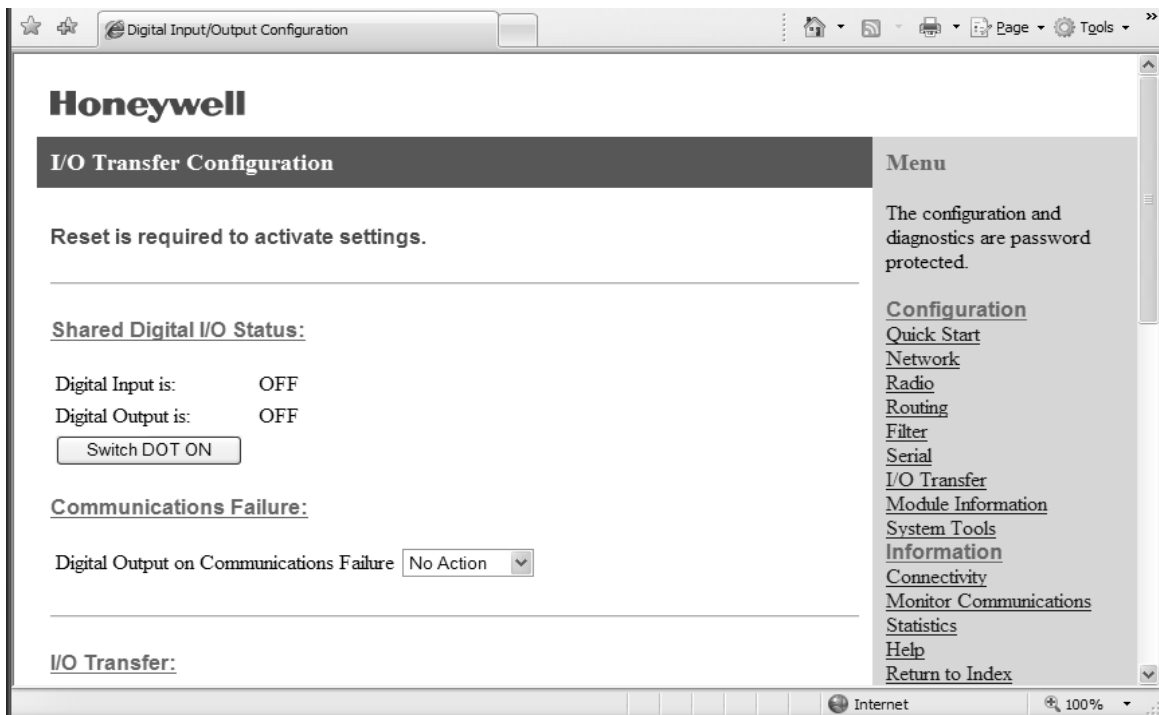 Digital Input/Output Configuration
Page
Tools
»
Honeywell
I/O Transfer Configuration
Reset is required to activate settings.
Shared Digital I/O Status:
Digital Input is: OFF
Digital Output is: OFF
Switch DOT ON
Communications Failure:
Digital Output on Communications Failure No Action
I/O Transfer:
Menu
The configuration and
diagnostics are password
protected.
Configuration
Quick Start
Network
Radio
Routing
Filter
Serial
I/O Transfer
Module Information
System Tools
Information
Connectivity
Monitor Communications
Statistics
Help
Return to Index
Internet
100%